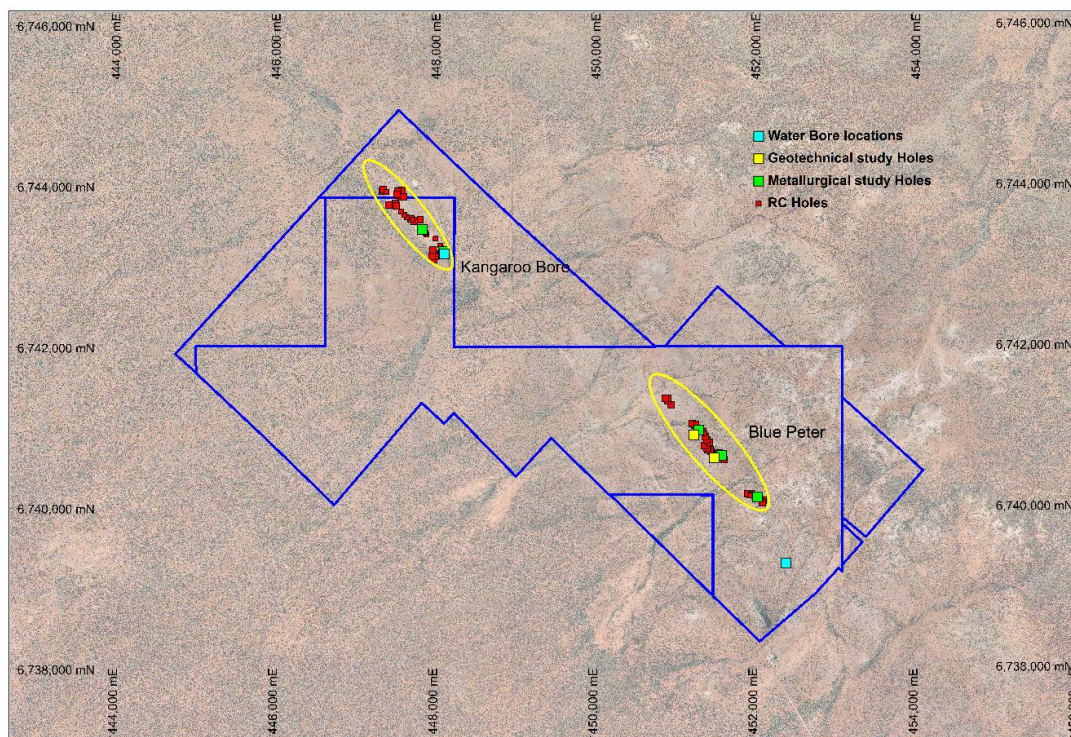 444,000 mE
446,000 mE
448,000 mE
450,000 mE
452,000 mE
454,000 mE
6,746,000 mN
6,746,000 mN
Water Bore locations
Geotechnical study Holes
Metallurgical study Holes
RC Holes
6,744,000 mN
6,744,000 mN
Kangaroo Bore
6,742,000 mN
6,742,000 mN
Blue Peter
6,740,000 mN
6,740,000 mN
6,738,000 mN
6,738,000 mN
444,000 mE
446,000 mE
448,000 mE
450,000 mE
452,000 mE
454,000 mE